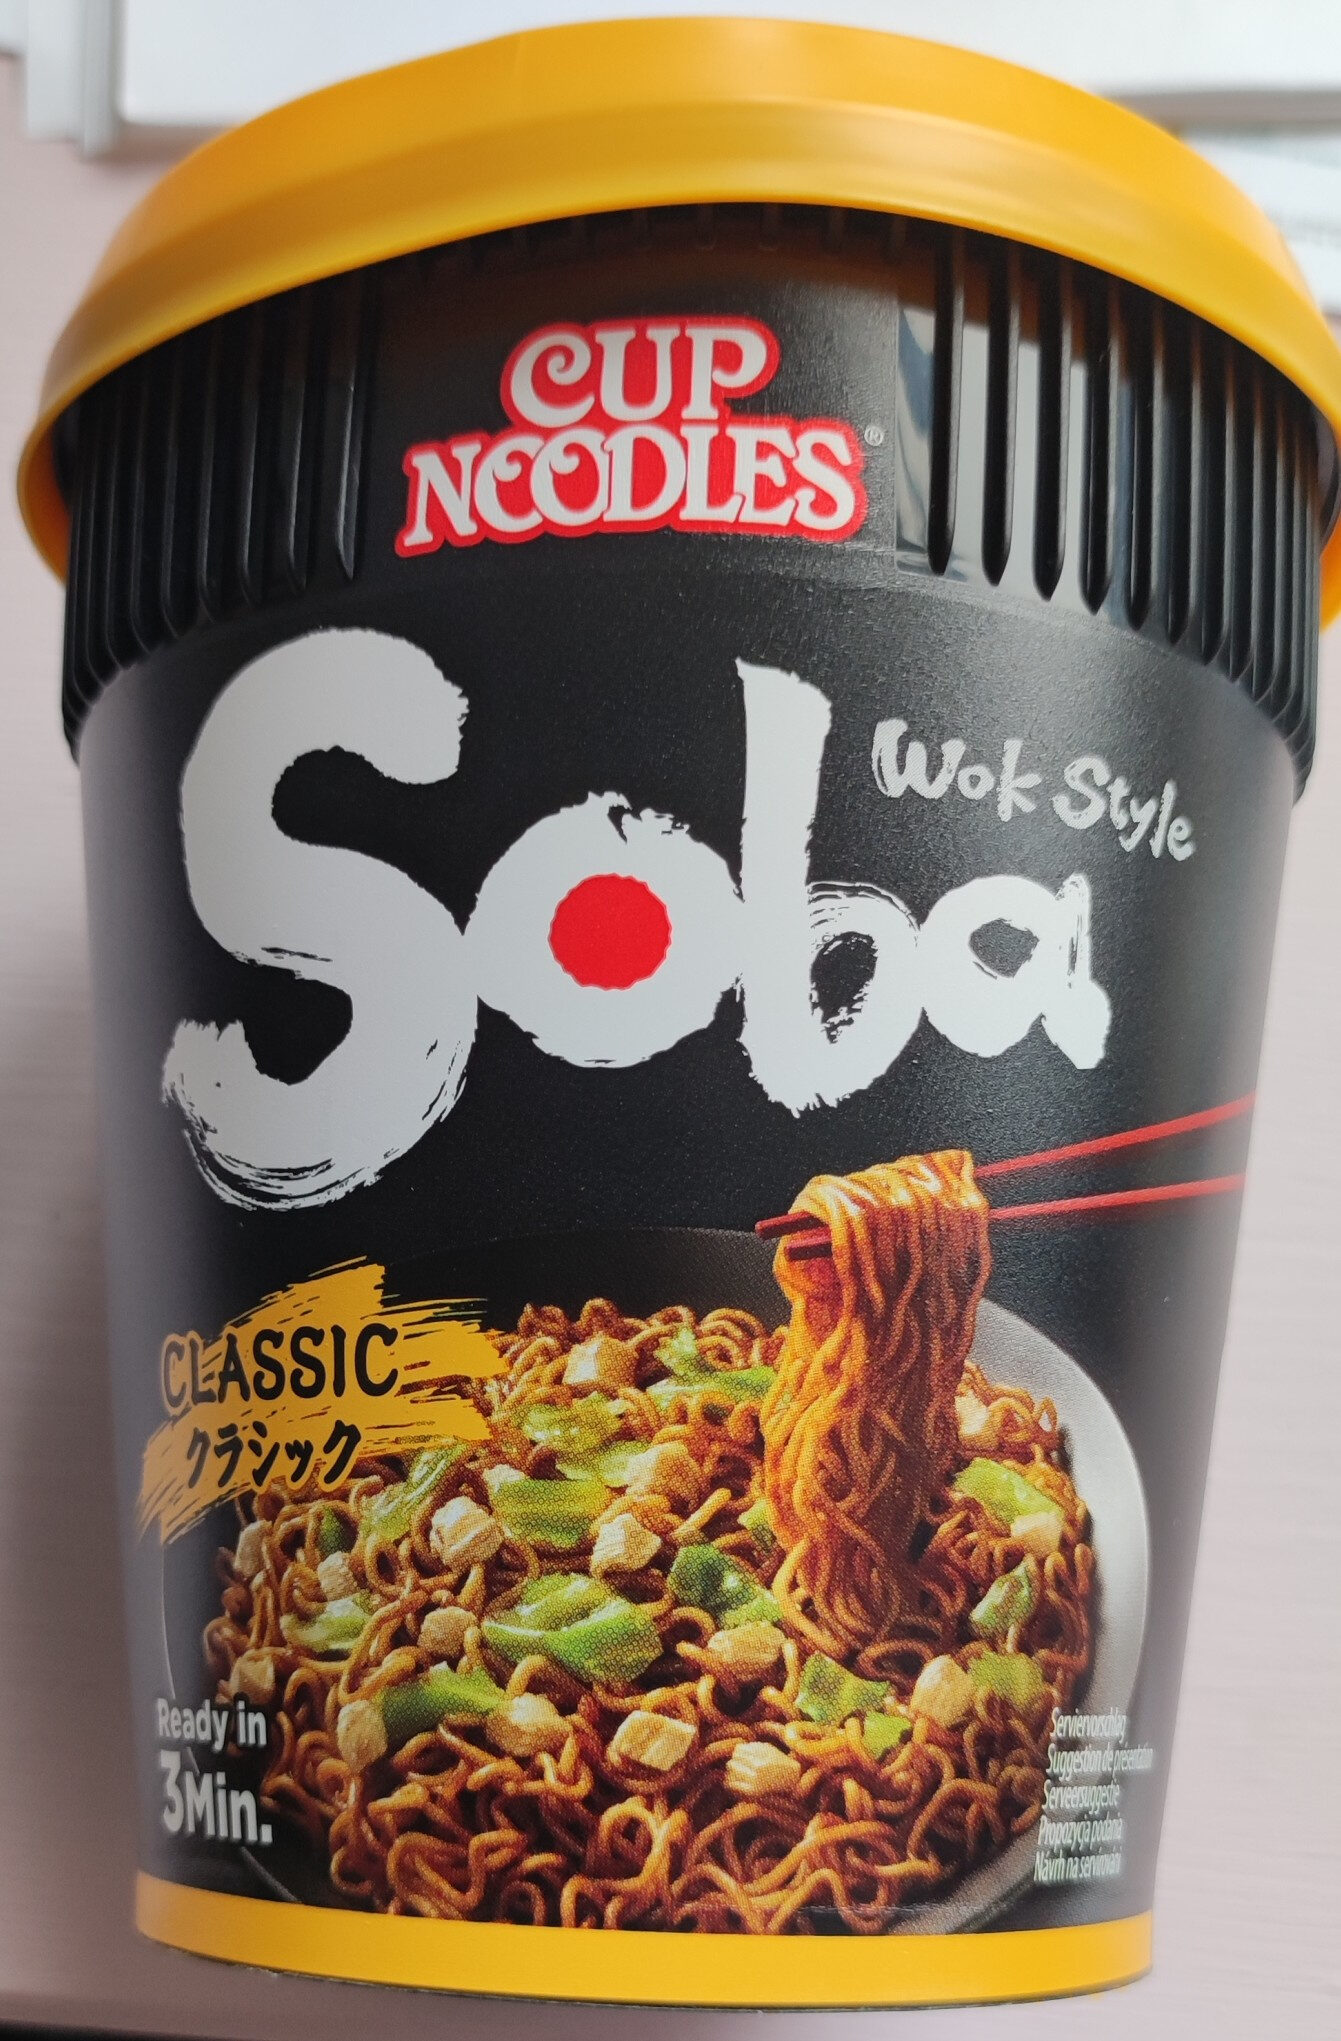 CUP
NOODLES®
Soba
Wok Style
CLASSIC
クラシック
Ready in
3Min.
Serviervorschlag
Suggestion de présentation
Serveersuggestie
Propozycja podania
Návrh na servírování